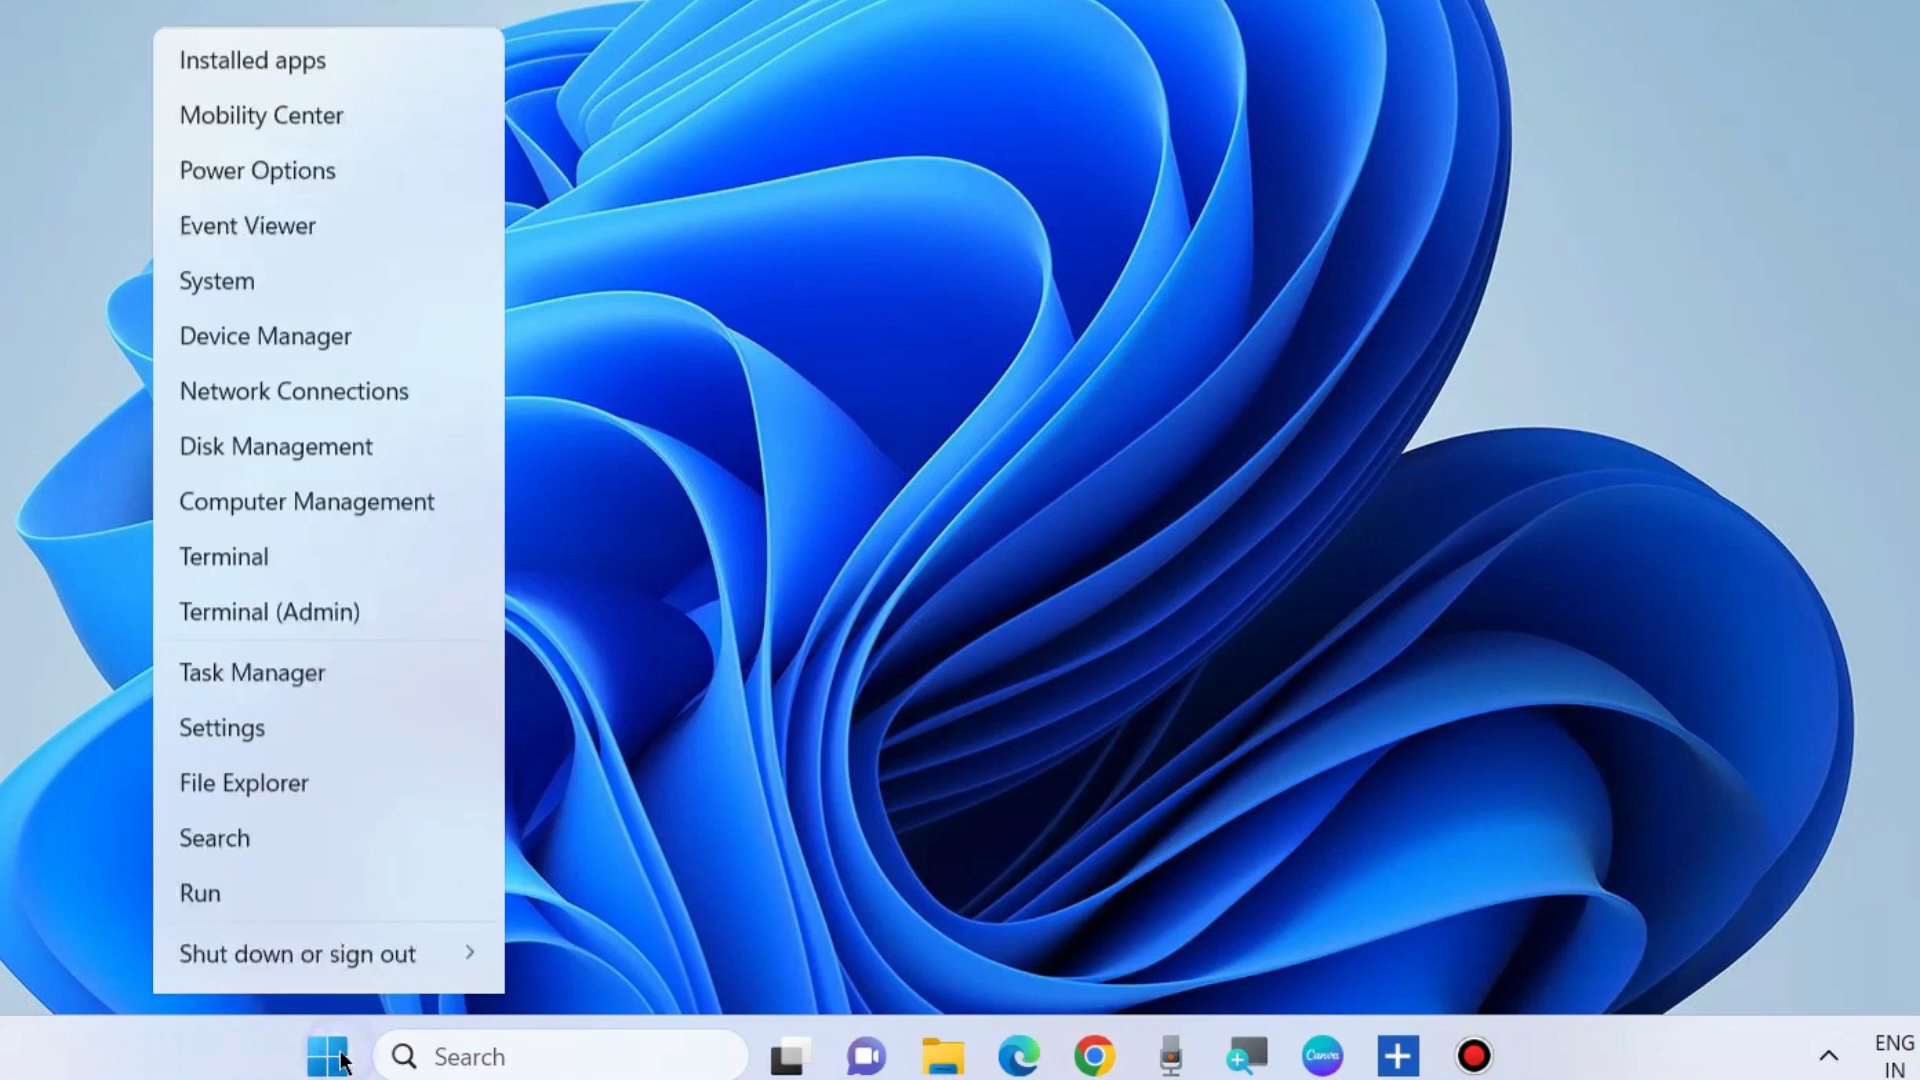 Installed apps
Mobility Center
Power Options
Event Viewer
System
Device Manager
Network Connections
Disk Management
Computer Management
Terminal
Terminal (Admin)
Task Manager
Settings
File Explorer
Search
Run
Shut down or sign out
Search
Canva
ENG
IN